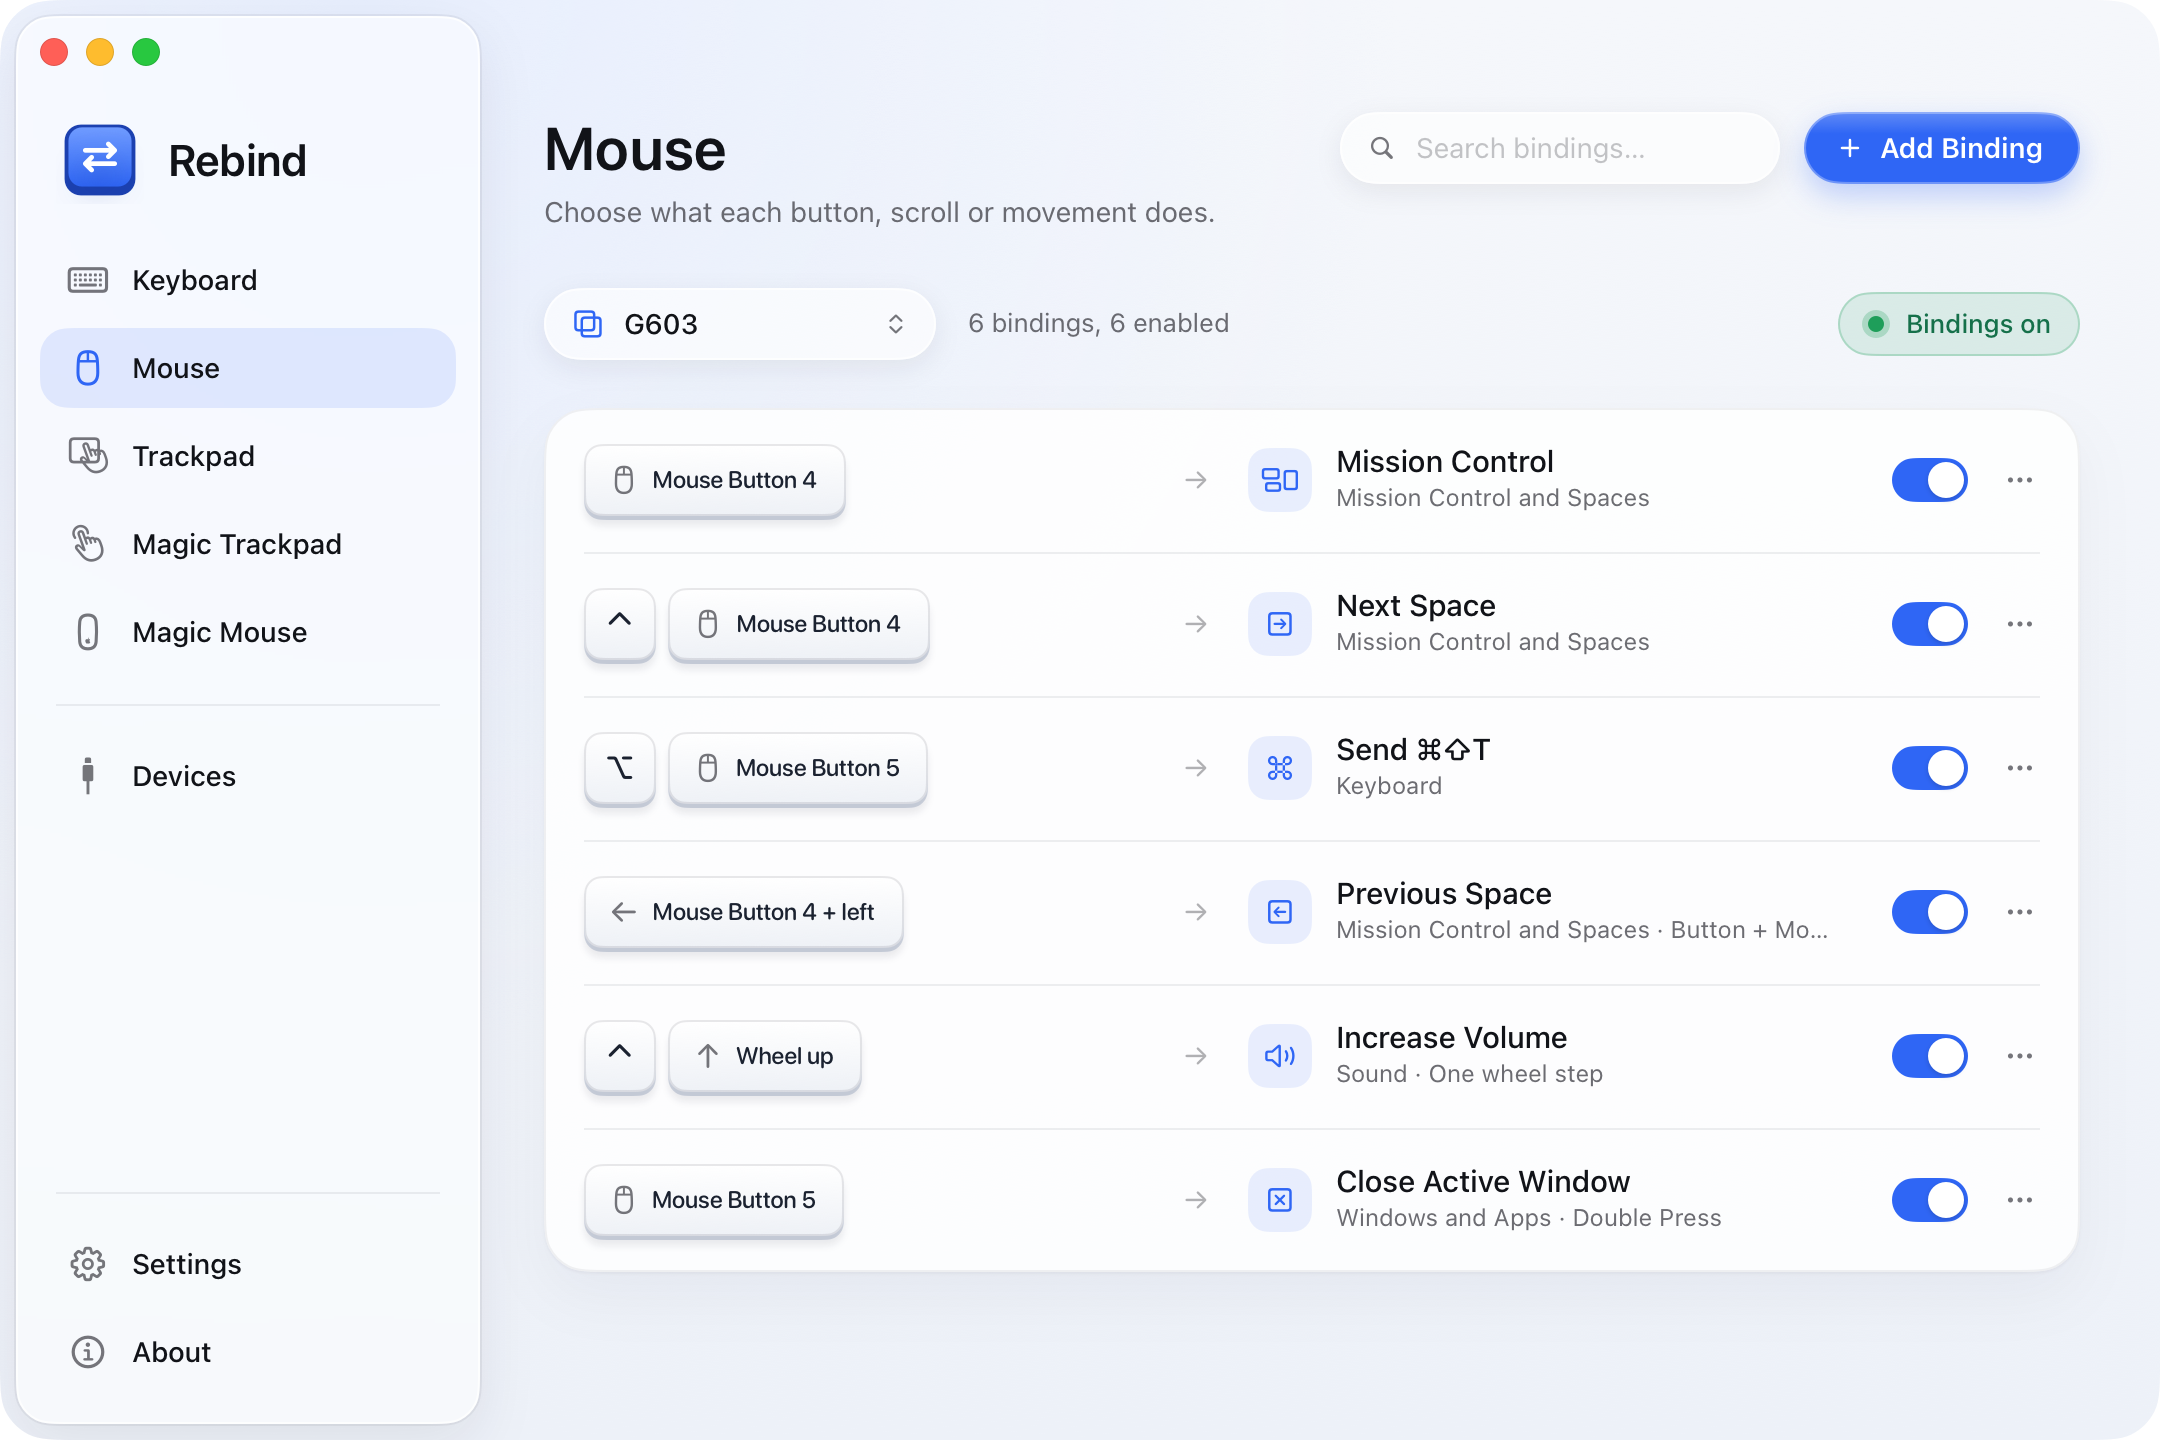 Rebind
Keyboard
Mouse
Trackpad
Magic Trackpad
Magic Mouse
Devices
Settings
About
Mouse
Choose what each button, scroll or movement does.
Search bindings...
+ Add Binding
G603
6 bindings, 6 enabled
Bindings on
Mouse Button 4 → Mission Control
Mission Control and Spaces
⌃ Mouse Button 4 → Next Space
Mission Control and Spaces
⌥ Mouse Button 5 → Send ⌘⇧T
Keyboard
← Mouse Button 4 + left → Previous Space
Mission Control and Spaces · Button + Mo...
⌃ ↑ Wheel up → Increase Volume
Sound · One wheel step
Mouse Button 5 → Close Active Window
Windows and Apps · Double Press